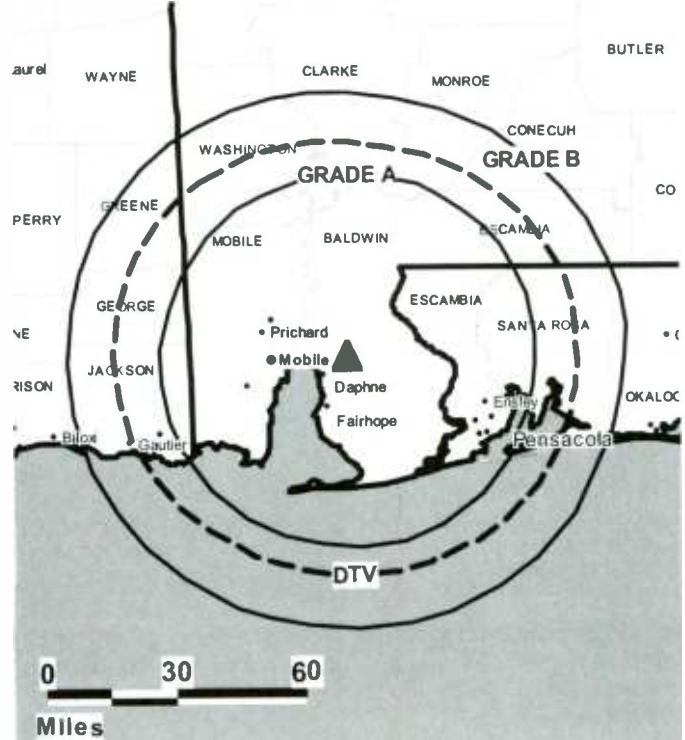 BUTLER
aurel
WAYNE
CLARKE
MONROE
CONECUH
WASHINGTON
GRADE B
GRADE A
CO
GREENE
PERRY
ESCAMBIA
MOBILE
BALDWIN
ESCAMBIA
GEORGE
SANTA ROSA
NE
Prichard
Mobile
JACKSON
RISON
Daphne
OKALOO
Ensley
Fairhope
Biloxi
Gautier
Pensacola
DTV
0 30 60
Miles